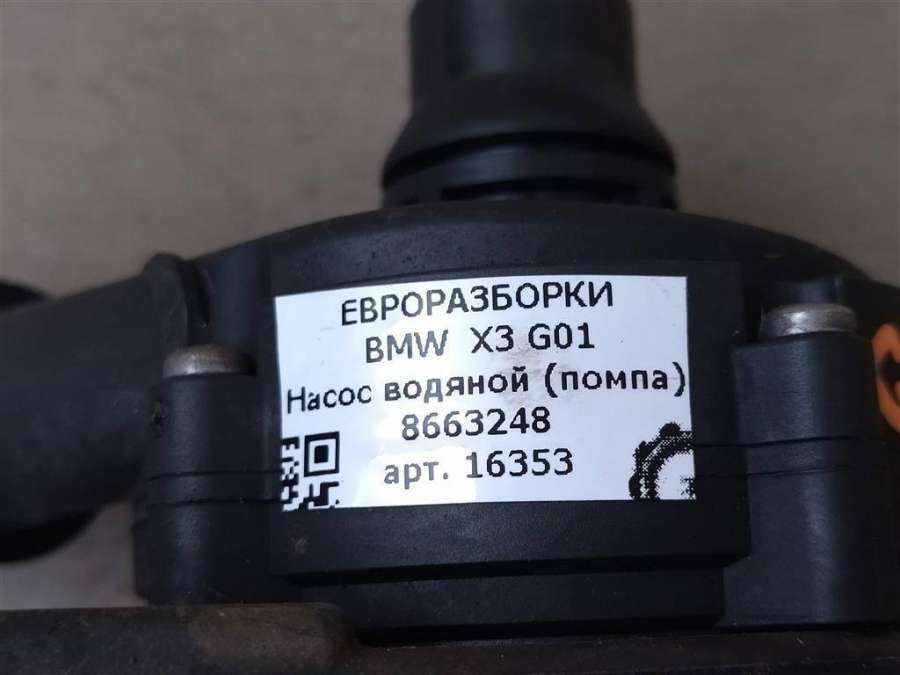 ЕВРОРАЗБОРКИ
BMW X3 G01
Насос водяной (помпа)
8663248
арт. 16353